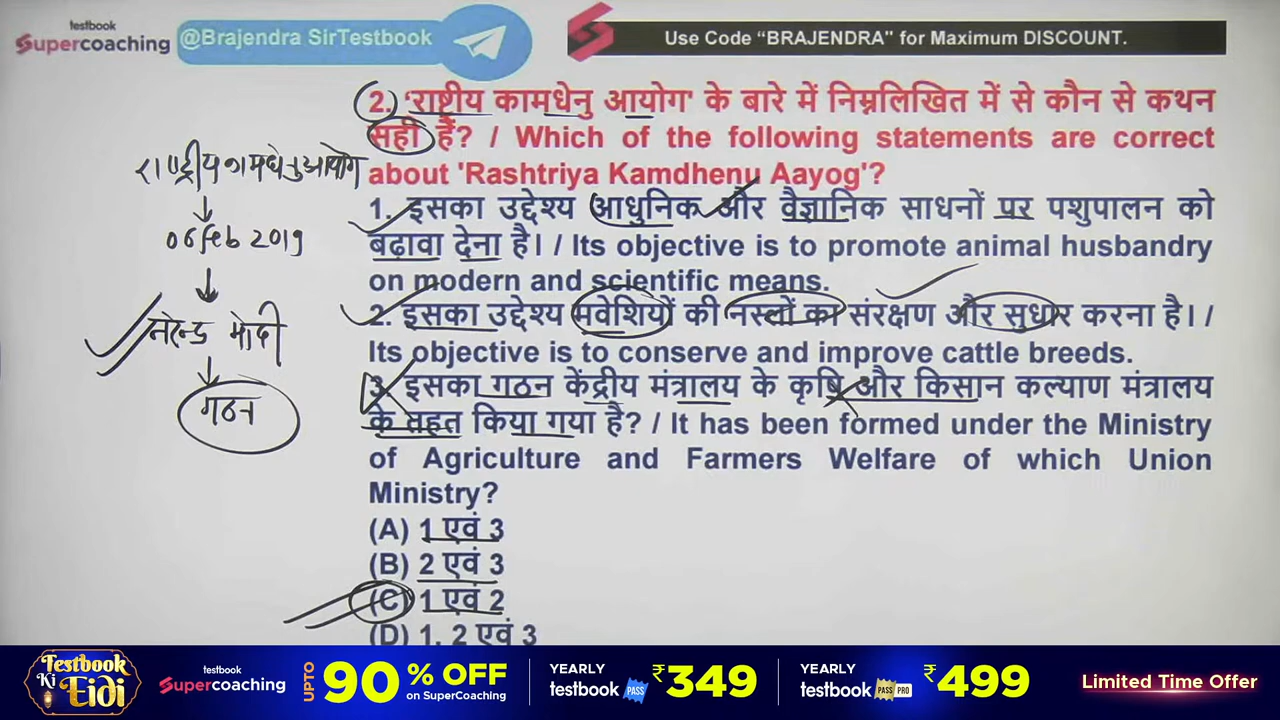 testbook
Supercoaching
@Brajendra SirTestbook
Use Code “BRAJENDRA" for Maximum DISCOUNT.
2. ‘राष्ट्रीय कामधेनु आयोग’ के बारे में निम्नलिखित में से कौन से कथन
सही हैं? / Which of the following statements are correct
about 'Rashtriya Kamdhenu Aayog'?
1. इसका उद्देश्य आधुनिक और वैज्ञानिक साधनों पर पशुपालन को
बढ़ावा देना है। / Its objective is to promote animal husbandry
on modern and scientific means.
2. इसका उद्देश्य मवेशियों की नस्लों का संरक्षण और सुधार करना है। /
Its objective is to conserve and improve cattle breeds.
3. इसका गठन केंद्रीय मंत्रालय के कृषि और किसान कल्याण मंत्रालय
के तहत किया गया है? / It has been formed under the Ministry
of Agriculture and Farmers Welfare of which Union
Ministry?
(A) 1 एवं 3
(B) 2 एवं 3
(C) 1 एवं 2
(D) 1, 2 एवं 3
राष्ट्रीय कामधेनु आयोग
06 feb 2019
नरेन्द्र मोदी
गठन
Testbook
Ki
Eidi
testbook
Supercoaching
UPTO
90 % OFF
on SuperCoaching
YEARLY
testbook PASS
₹349
YEARLY
testbook PASS PRO
₹499
Limited Time Offer